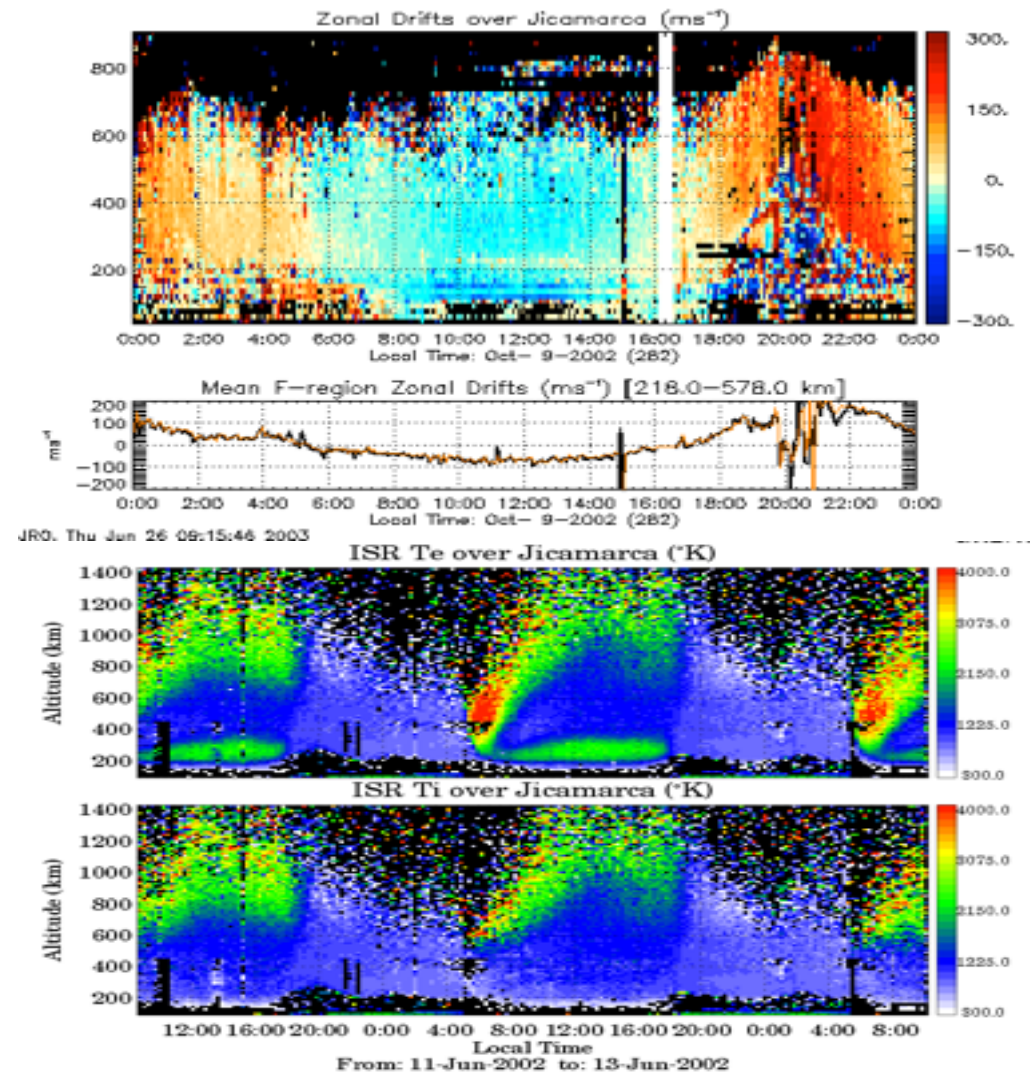 Zonal Drifts over Jicamarca (ms⁻¹)
800
600
400
200
300.
150.
0.
−150.
−300.
0:00 2:00 4:00 6:00 8:00 10:00 12:00 14:00 16:00 18:00 20:00 22:00 0:00
Local Time: Oct− 9−2002 (282)
Mean F−region Zonal Drifts (ms⁻¹) [218.0−578.0 km]
ms⁻¹
200
100
0
−100
−200
0:00 2:00 4:00 6:00 8:00 10:00 12:00 14:00 16:00 18:00 20:00 22:00 0:00
Local Time: Oct− 9−2002 (282)
JRO, Thu Jun 26 09:15:46 2003
ISR Te over Jicamarca (°K)
Altitude (km)
1400
1200
1000
800
600
400
200
4000.0
3075.0
2150.0
1225.0
300.0
ISR Ti over Jicamarca (°K)
Altitude (km)
1400
1200
1000
800
600
400
200
4000.0
3075.0
2150.0
1225.0
300.0
12:00 16:00 20:00 0:00 4:00 8:00 12:00 16:00 20:00 0:00 4:00 8:00
Local Time
From: 11-Jun-2002 to: 13-Jun-2002